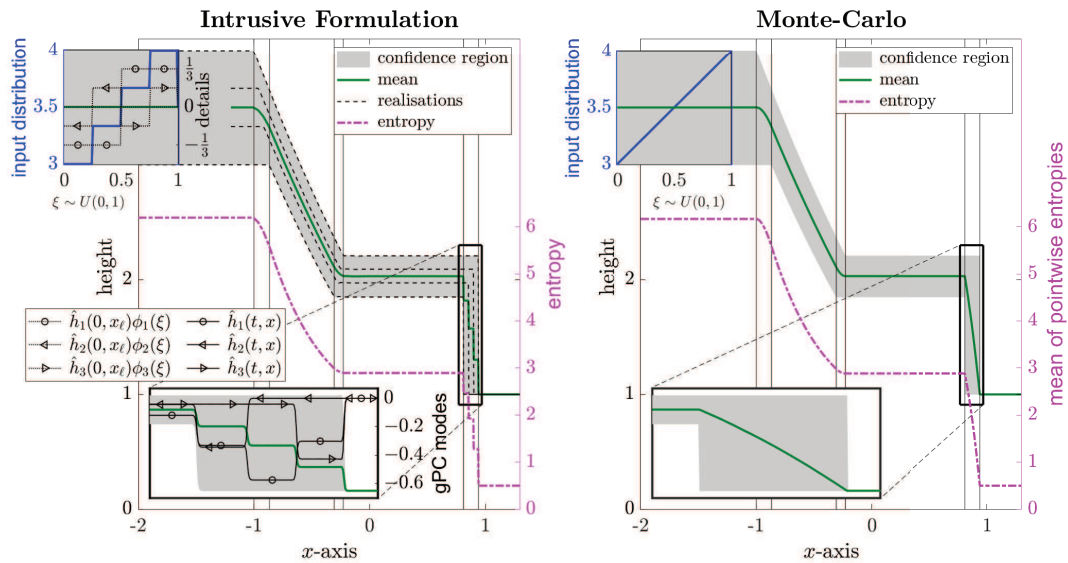 Intrusive Formulation
input distribution
4
3.5
3
0
0.5
1
ξ ∼ U(0, 1)
1/3
0
−1/3
details
confidence region
mean
realisations
entropy
height
2
1
0
6
5
4
3
2
1
0
entropy
ĥ₁(0, xℓ)φ₁(ξ) ĥ₁(t, x)
ĥ₂(0, xℓ)φ₂(ξ) ĥ₂(t, x)
ĥ₃(0, xℓ)φ₃(ξ) ĥ₃(t, x)
0
−0.2
−0.4
−0.6
gPC modes
-2 -1 0 1
x-axis
Monte-Carlo
input distribution
4
3.5
3
0
0.5
1
ξ ∼ U(0, 1)
confidence region
mean
entropy
height
2
1
0
6
5
4
3
2
1
0
mean of pointwise entropies
-2 -1 0 1
x-axis